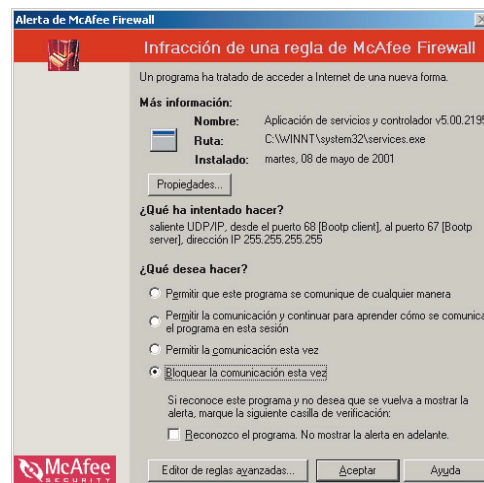 Alerta de McAfee Firewall
Infracción de una regla de McAfee Firewall
Un programa ha tratado de acceder a Internet de una nueva forma.
Más información:
Nombre: Aplicación de servicios y controlador v5.00.2195
Ruta: C:\WINNT\system32\services.exe
Instalado: martes, 08 de mayo de 2001
Propiedades...
¿Qué ha intentado hacer?
saliente UDP/IP, desde el puerto 68 [Bootp client], al puerto 67 [Bootp
server], dirección IP 255.255.255.255
¿Qué desea hacer?
Permitir que este programa se comunique de cualquier manera
Permitir la comunicación y continuar para aprender cómo se comunica
el programa en esta sesión
Permitir la comunicación esta vez
Bloquear la comunicación esta vez
Si reconoce este programa y no desea que se vuelva a mostrar la
alerta, marque la siguiente casilla de verificación:
Reconozco el programa. No mostrar la alerta en adelante.
McAfee
SECURITY
Editor de reglas avanzadas... Aceptar Ayuda